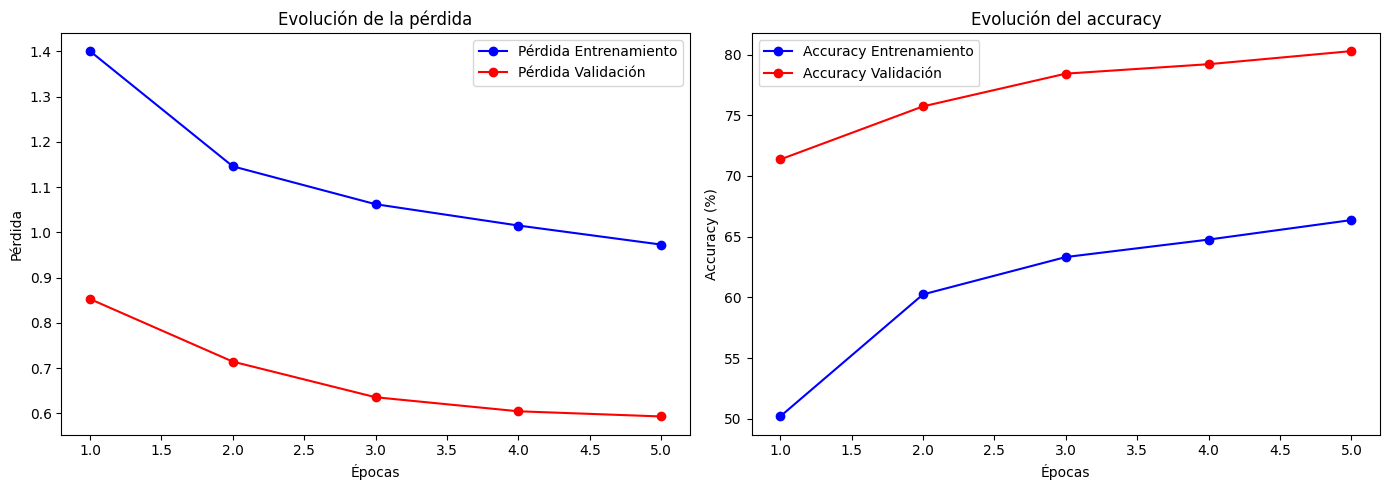 Evolución de la pérdida
Pérdida
1.4
1.3
1.2
1.1
1.0
0.9
0.8
0.7
0.6
Pérdida Entrenamiento
Pérdida Validación
1.0 1.5 2.0 2.5 3.0 3.5 4.0 4.5 5.0
Épocas
Evolución del accuracy
Accuracy (%)
80
75
70
65
60
55
50
Accuracy Entrenamiento
Accuracy Validación
1.0 1.5 2.0 2.5 3.0 3.5 4.0 4.5 5.0
Épocas